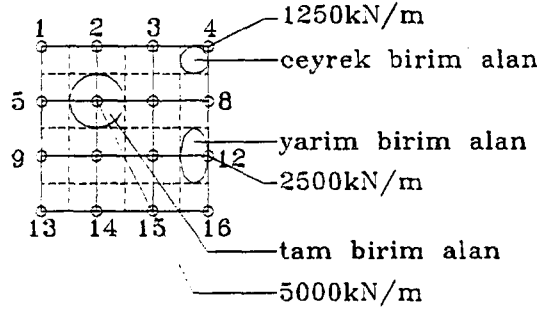 1250kN/m
1 2 3 4
ceyrek birim alan
5 8
yarim birim alan
9 12
2500kN/m
13 14 15 16
tam birim alan
5000kN/m